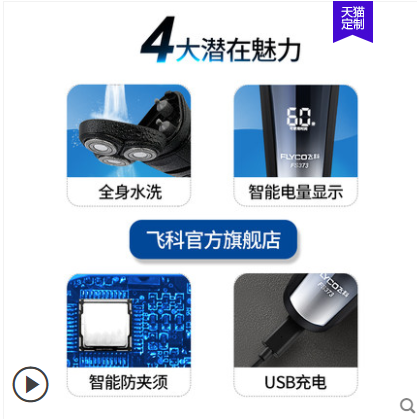 天猫
定制
4大潜在魅力
60
FLYCO飞科
FS373
全身水洗
智能电量显示
飞科官方旗舰店
FLYCO飞科
智能防夹须
USB充电